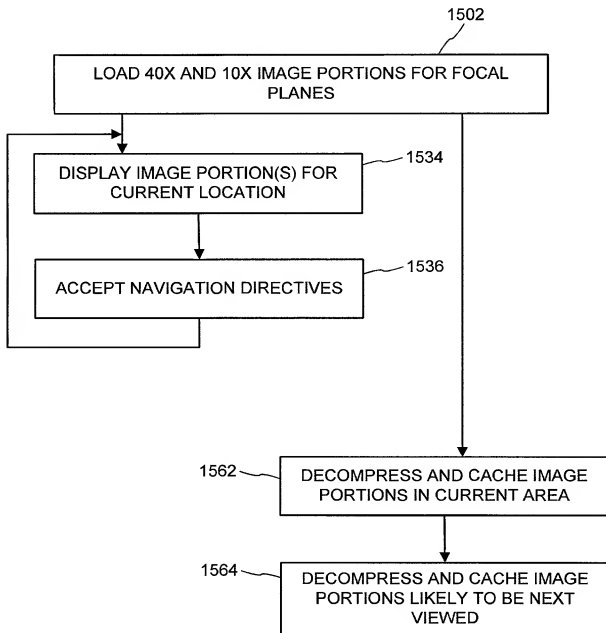 1502
LOAD 40X AND 10X IMAGE PORTIONS FOR FOCAL
PLANES
1534
DISPLAY IMAGE PORTION(S) FOR
CURRENT LOCATION
1536
ACCEPT NAVIGATION DIRECTIVES
1562
DECOMPRESS AND CACHE IMAGE
PORTIONS IN CURRENT AREA
1564
DECOMPRESS AND CACHE IMAGE
PORTIONS LIKELY TO BE NEXT
VIEWED